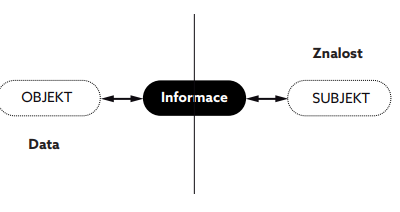 Znalost
OBJEKT
Informace
SUBJEKT
Data